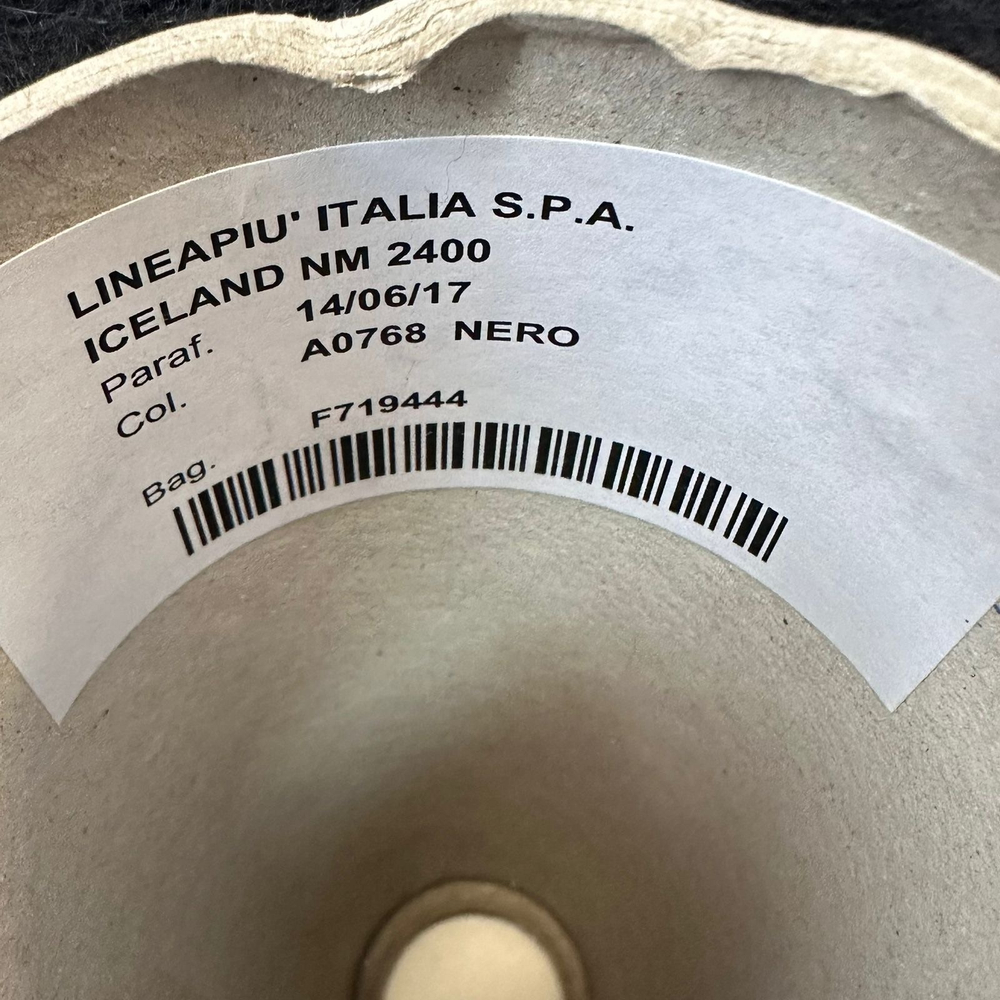 LINEAPIU' ITALIA S.P.A.
ICELAND NM 2400
Paraf. 14/06/17
Col. A0768 NERO
Bag. F719444